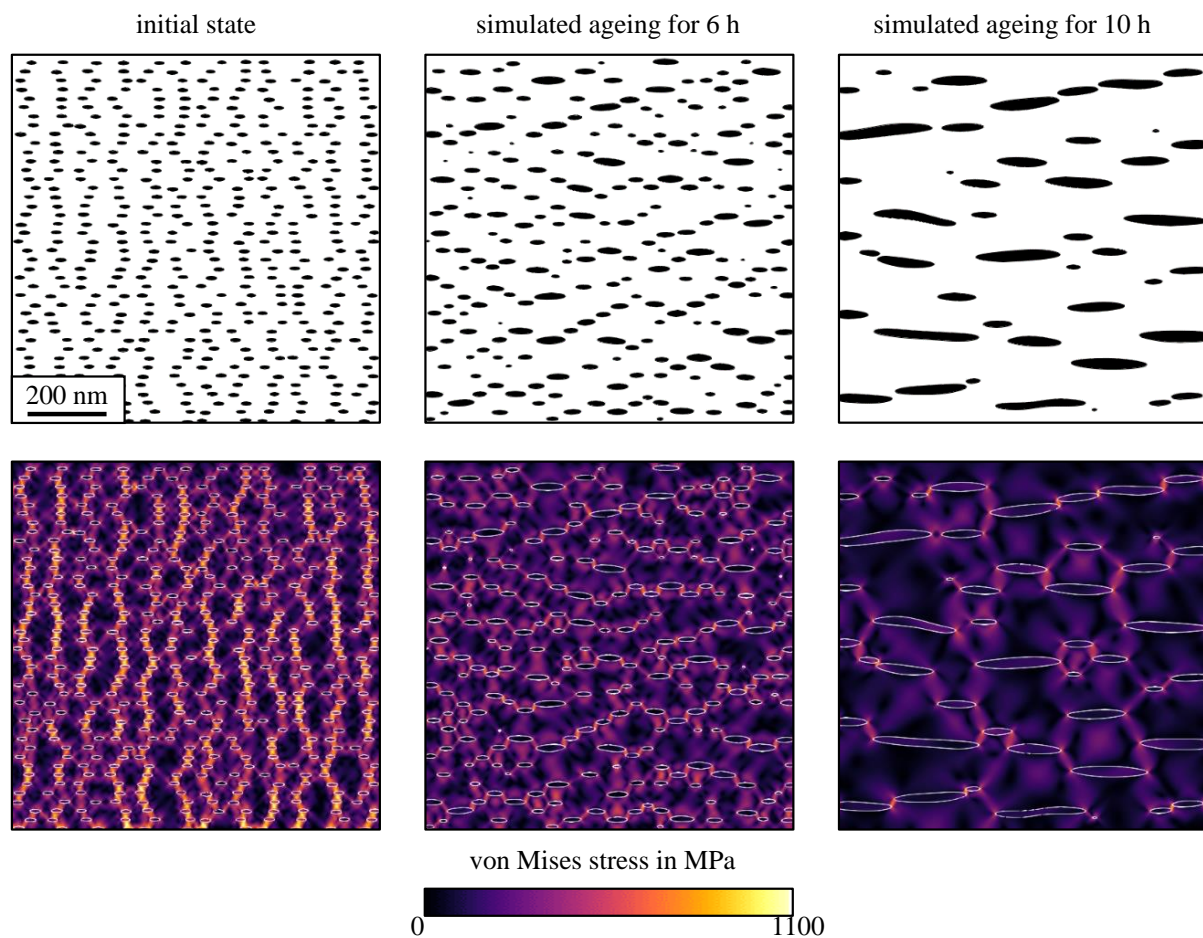 initial state
simulated ageing for 6 h
simulated ageing for 10 h
200 nm
von Mises stress in MPa
0
1100